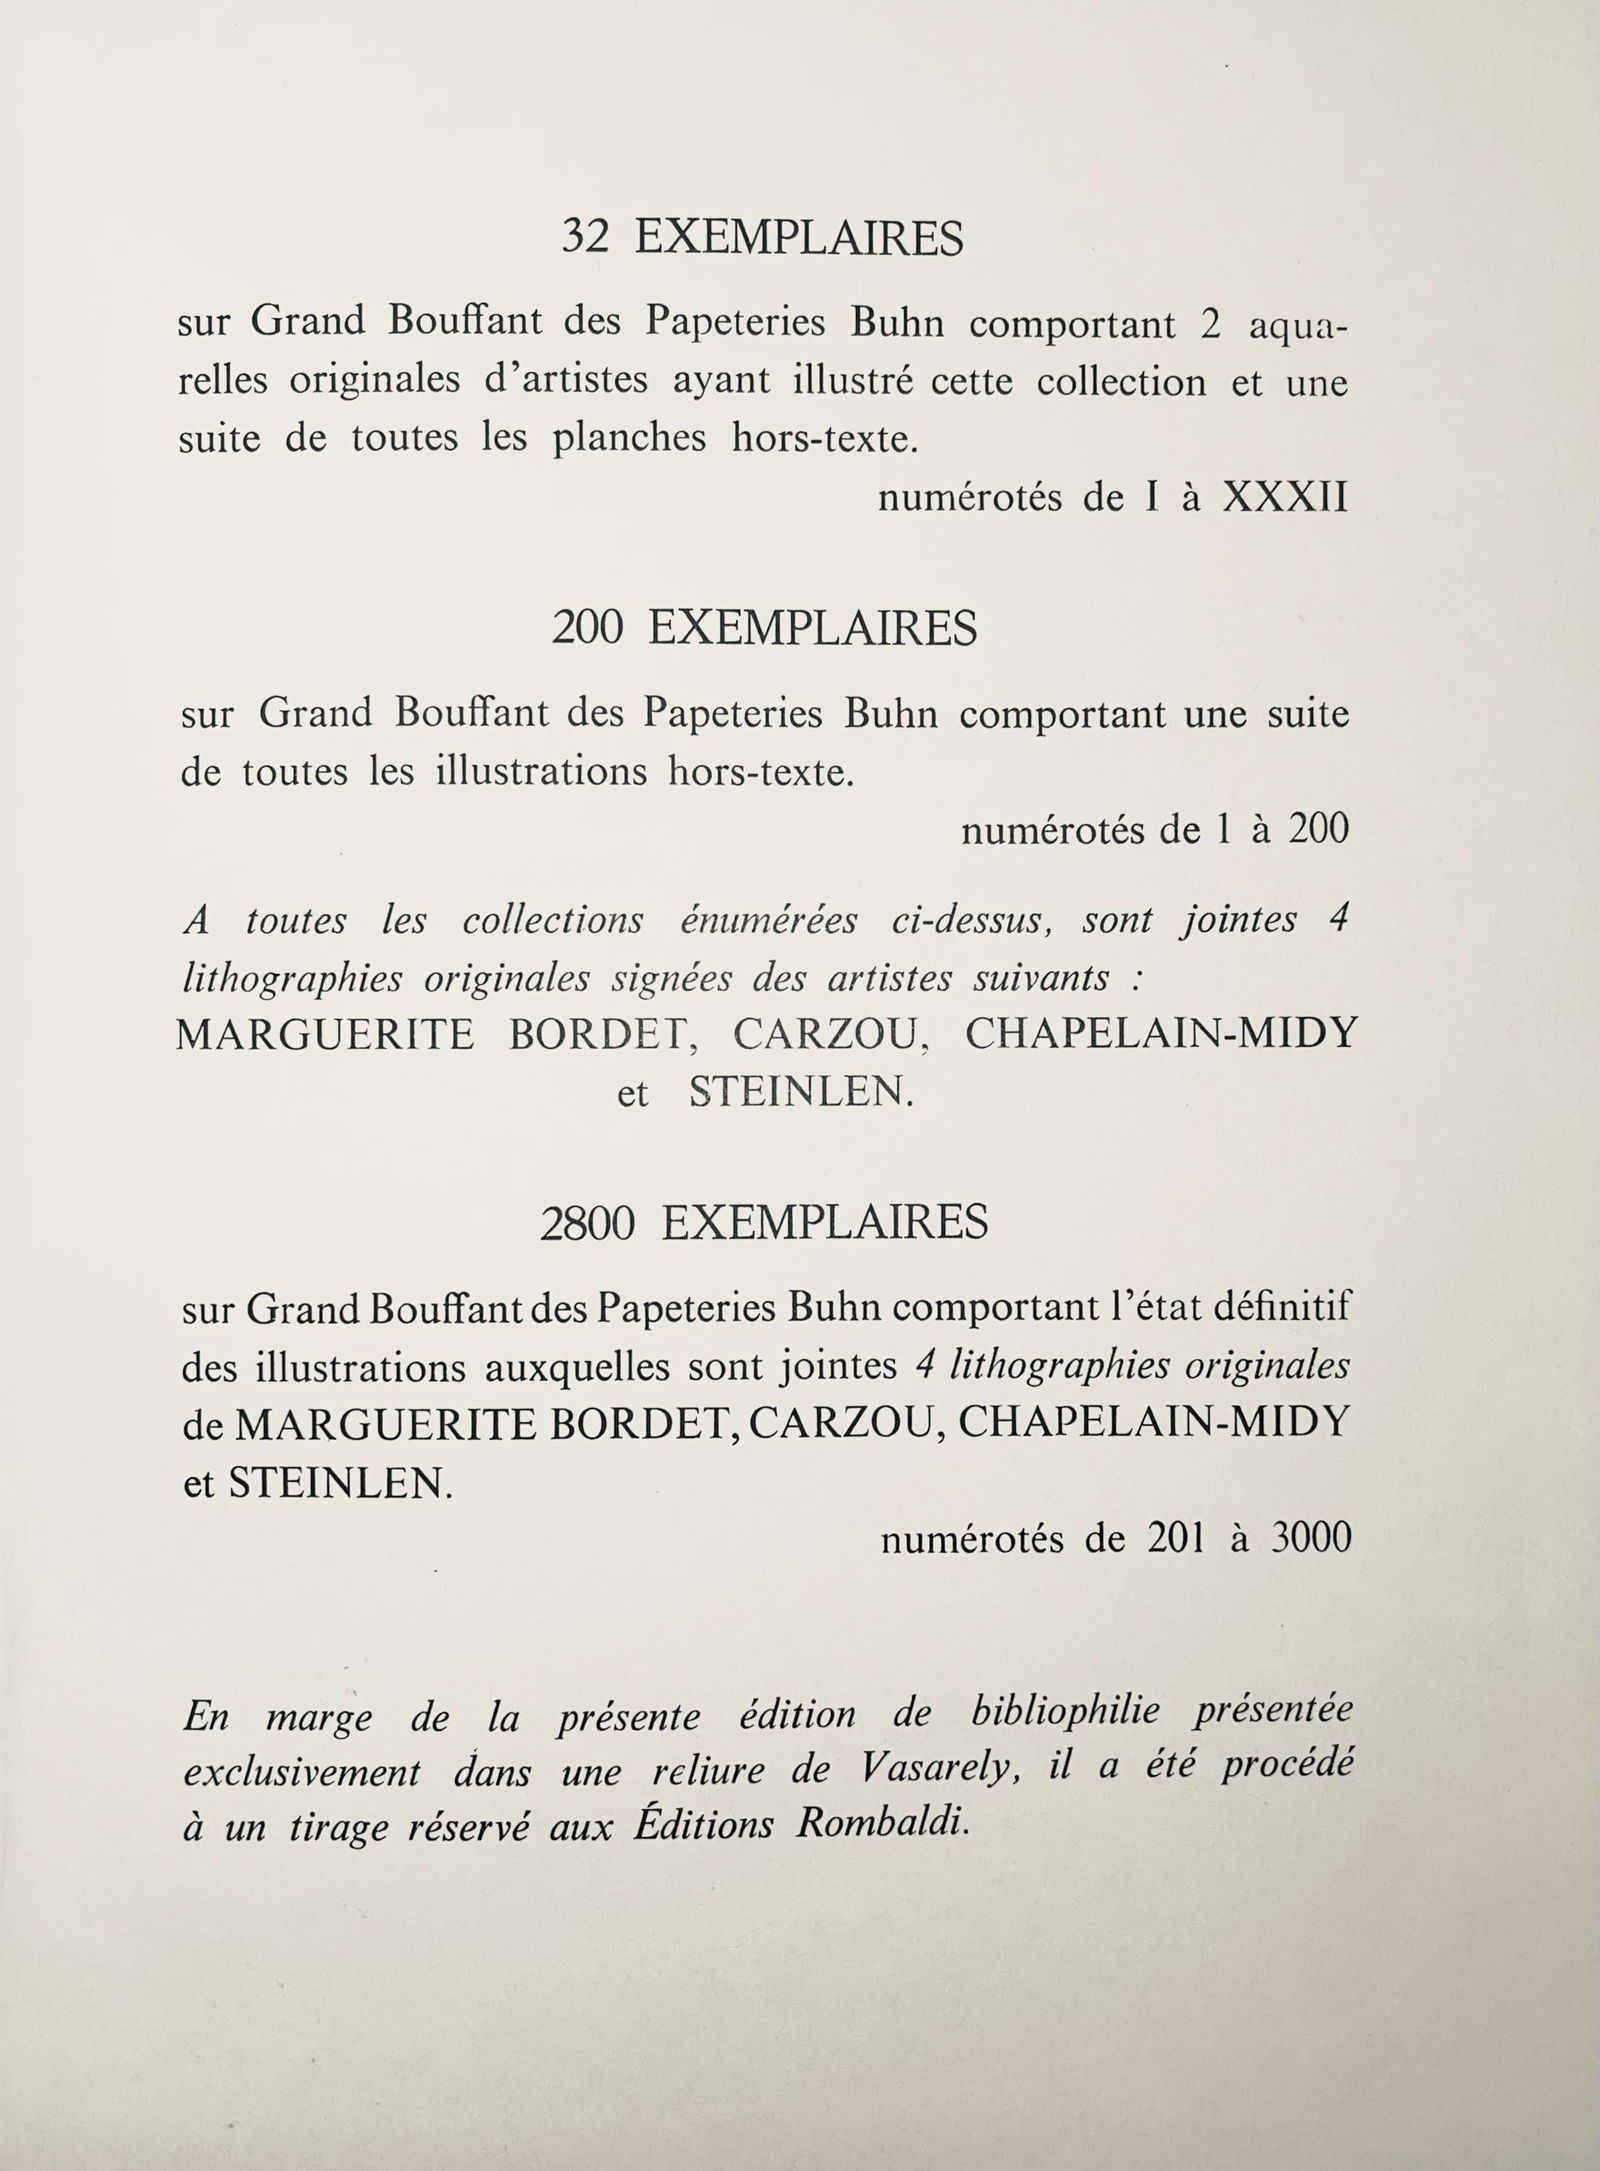 32 EXEMPLAIRES
sur Grand Bouffant des Papeteries Buhn comportant 2 aqua-
relles originales d’artistes ayant illustré cette collection et une
suite de toutes les planches hors-texte.
numérotés de I à XXXII
200 EXEMPLAIRES
sur Grand Bouffant des Papeteries Buhn comportant une suite
de toutes les illustrations hors-texte.
numérotés de 1 à 200
A toutes les collections énumérées ci-dessus, sont jointes 4
lithographies originales signées des artistes suivants :
MARGUERITE BORDET, CARZOU, CHAPELAIN-MIDY
et STEINLEN.
2800 EXEMPLAIRES
sur Grand Bouffant des Papeteries Buhn comportant l’état définitif
des illustrations auxquelles sont jointes 4 lithographies originales
de MARGUERITE BORDET, CARZOU, CHAPELAIN-MIDY
et STEINLEN.
numérotés de 201 à 3000
En marge de la présente édition de bibliophilie présentée
exclusivement dans une reliure de Vasarely, il a été procédé
à un tirage réservé aux Éditions Rombaldi.